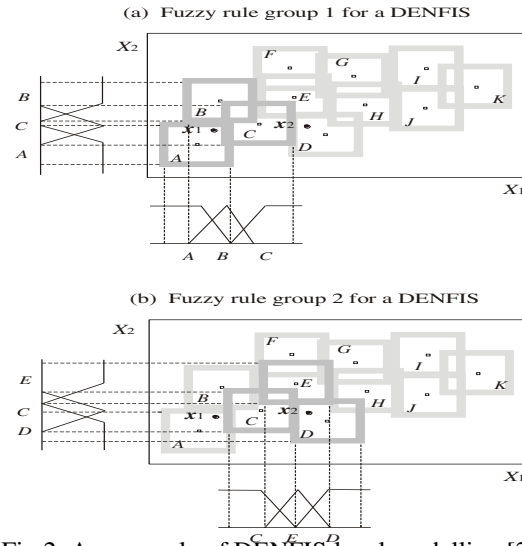 (a) Fuzzy rule group 1 for a DENFIS
X2
F
G
I
B
E
K
B
C
x1
C
x2
H
J
A
A
D
X1
A B C
(b) Fuzzy rule group 2 for a DENFIS
X2
F
G
I
E
B
E
K
C
x1
C
x2
H
J
D
A
D
X1
C E D